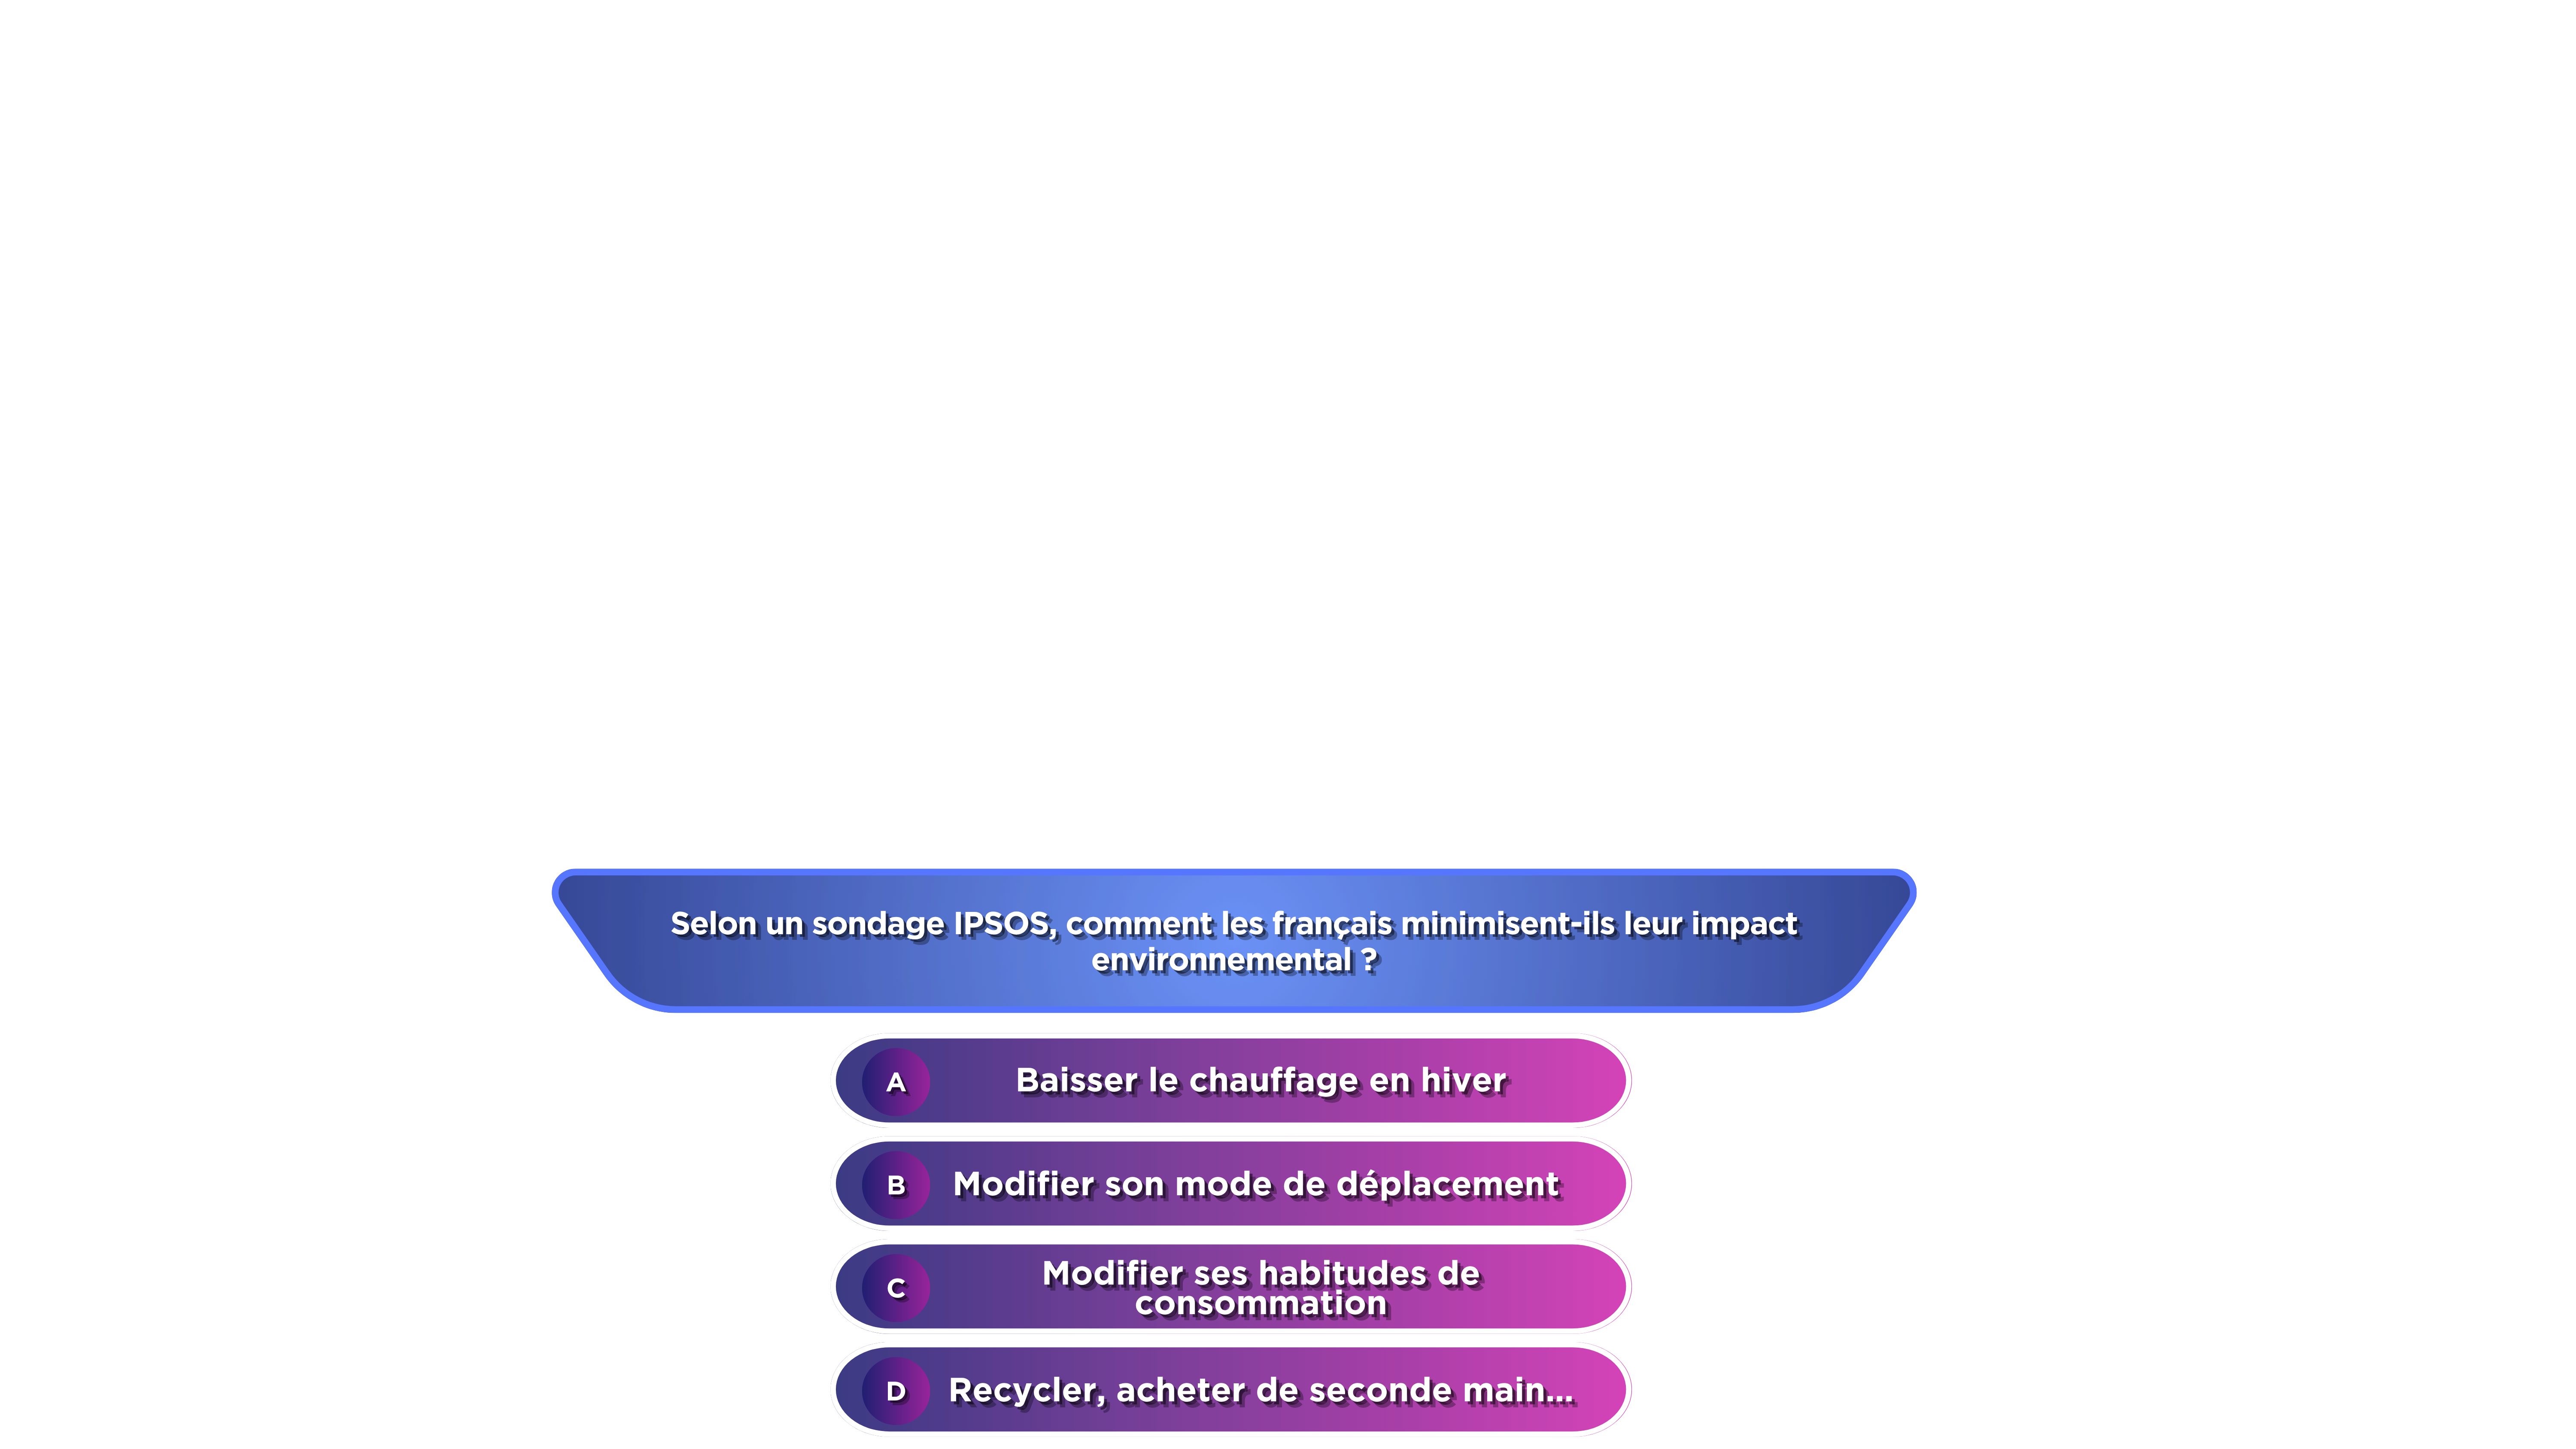 Selon un sondage IPSOS, comment les français minimisent-ils leur impact
environnemental ?
A
Baisser le chauffage en hiver
B
Modifier son mode de déplacement
C
Modifier ses habitudes de
consommation
D
Recycler, acheter de seconde main...